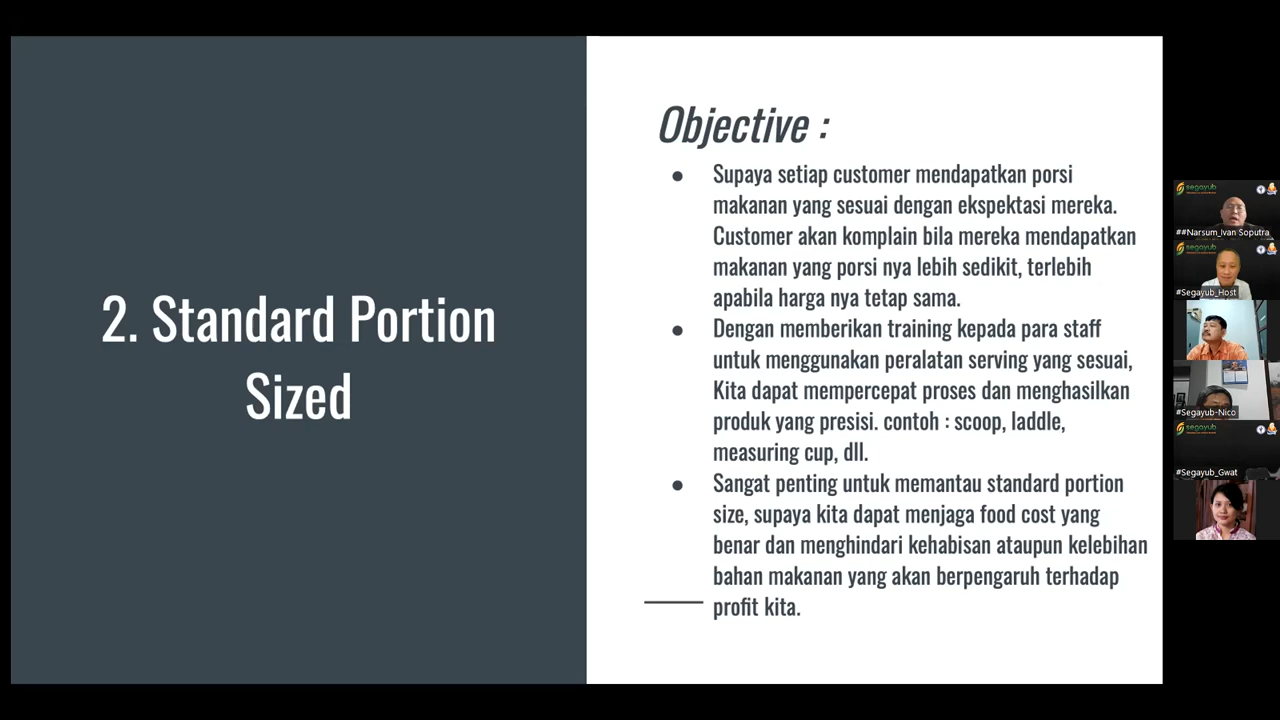 2. Standard Portion
Sized
Objective :
● Supaya setiap customer mendapatkan porsi
makanan yang sesuai dengan ekspektasi mereka.
Customer akan komplain bila mereka mendapatkan
makanan yang porsi nya lebih sedikit, terlebih
apabila harga nya tetap sama.
● Dengan memberikan training kepada para staff
untuk menggunakan peralatan serving yang sesuai,
Kita dapat mempercepat proses dan menghasilkan
produk yang presisi. contoh : scoop, laddle,
measuring cup, dll.
● Sangat penting untuk memantau standard portion
size, supaya kita dapat menjaga food cost yang
benar dan menghindari kehabisan ataupun kelebihan
bahan makanan yang akan berpengaruh terhadap
profit kita.
segayub
##Narsum_Ivan Soputra
segayub
#Segayub_Host
#Segayub-Nico
segayub
#Segayub_Gwat